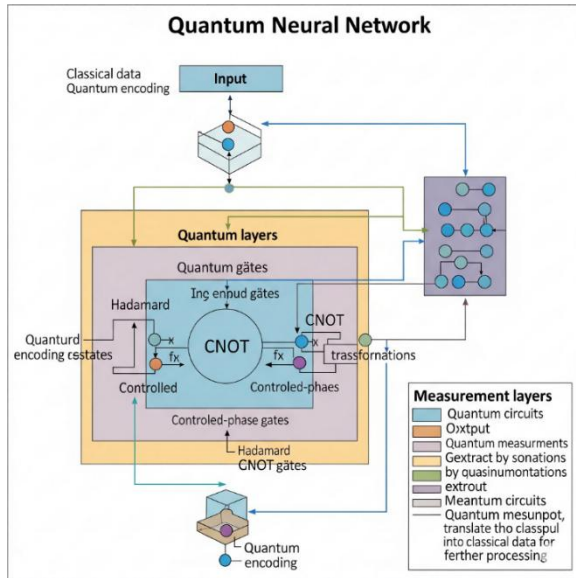 Quantum Neural Network
Classical data
Quantum encoding
Input
Quantum layers
Quantum gätes
Hadamard
Ing ennud gätes
CNOT
Quanturd
encoding
x
CNOT
x
trassfornations
fx
fx
Controlled
Controled-phaes
Controled-phase gates
Hadamard
CNOT gätes
Quantum
encoding
Measurement layers
Quantum circuits
Oxtput
Quantum measurments
Gextract by sonations
by quasinumontations
extrout
Meantum circuits
Quantum mesunpot,
translate tho classpul
into classical data for
ferther processing